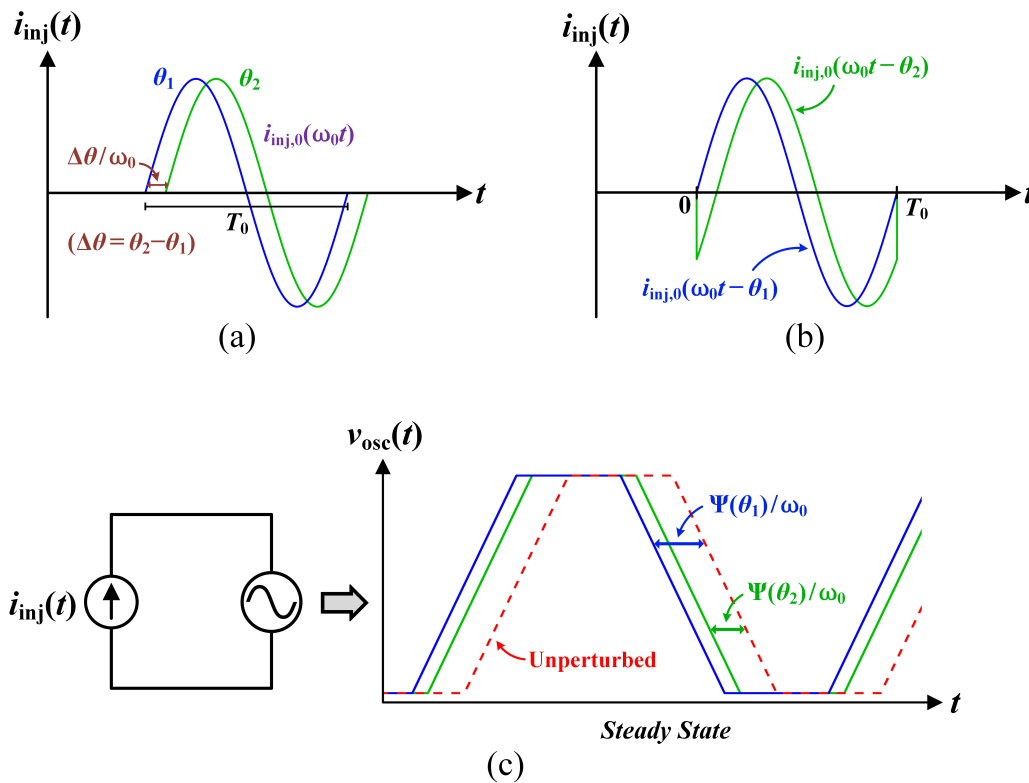 i_inj(t)
θ₁ θ₂
i_inj,0(ω₀t)
Δθ/ω₀
t
T₀
(Δθ = θ₂−θ₁)
(a)
i_inj(t)
i_inj,0(ω₀t − θ₂)
t
0 T₀
i_inj,0(ω₀t − θ₁)
(b)
i_inj(t)
v_osc(t)
Ψ(θ₁)/ω₀
Ψ(θ₂)/ω₀
Unperturbed
t
Steady State
(c)